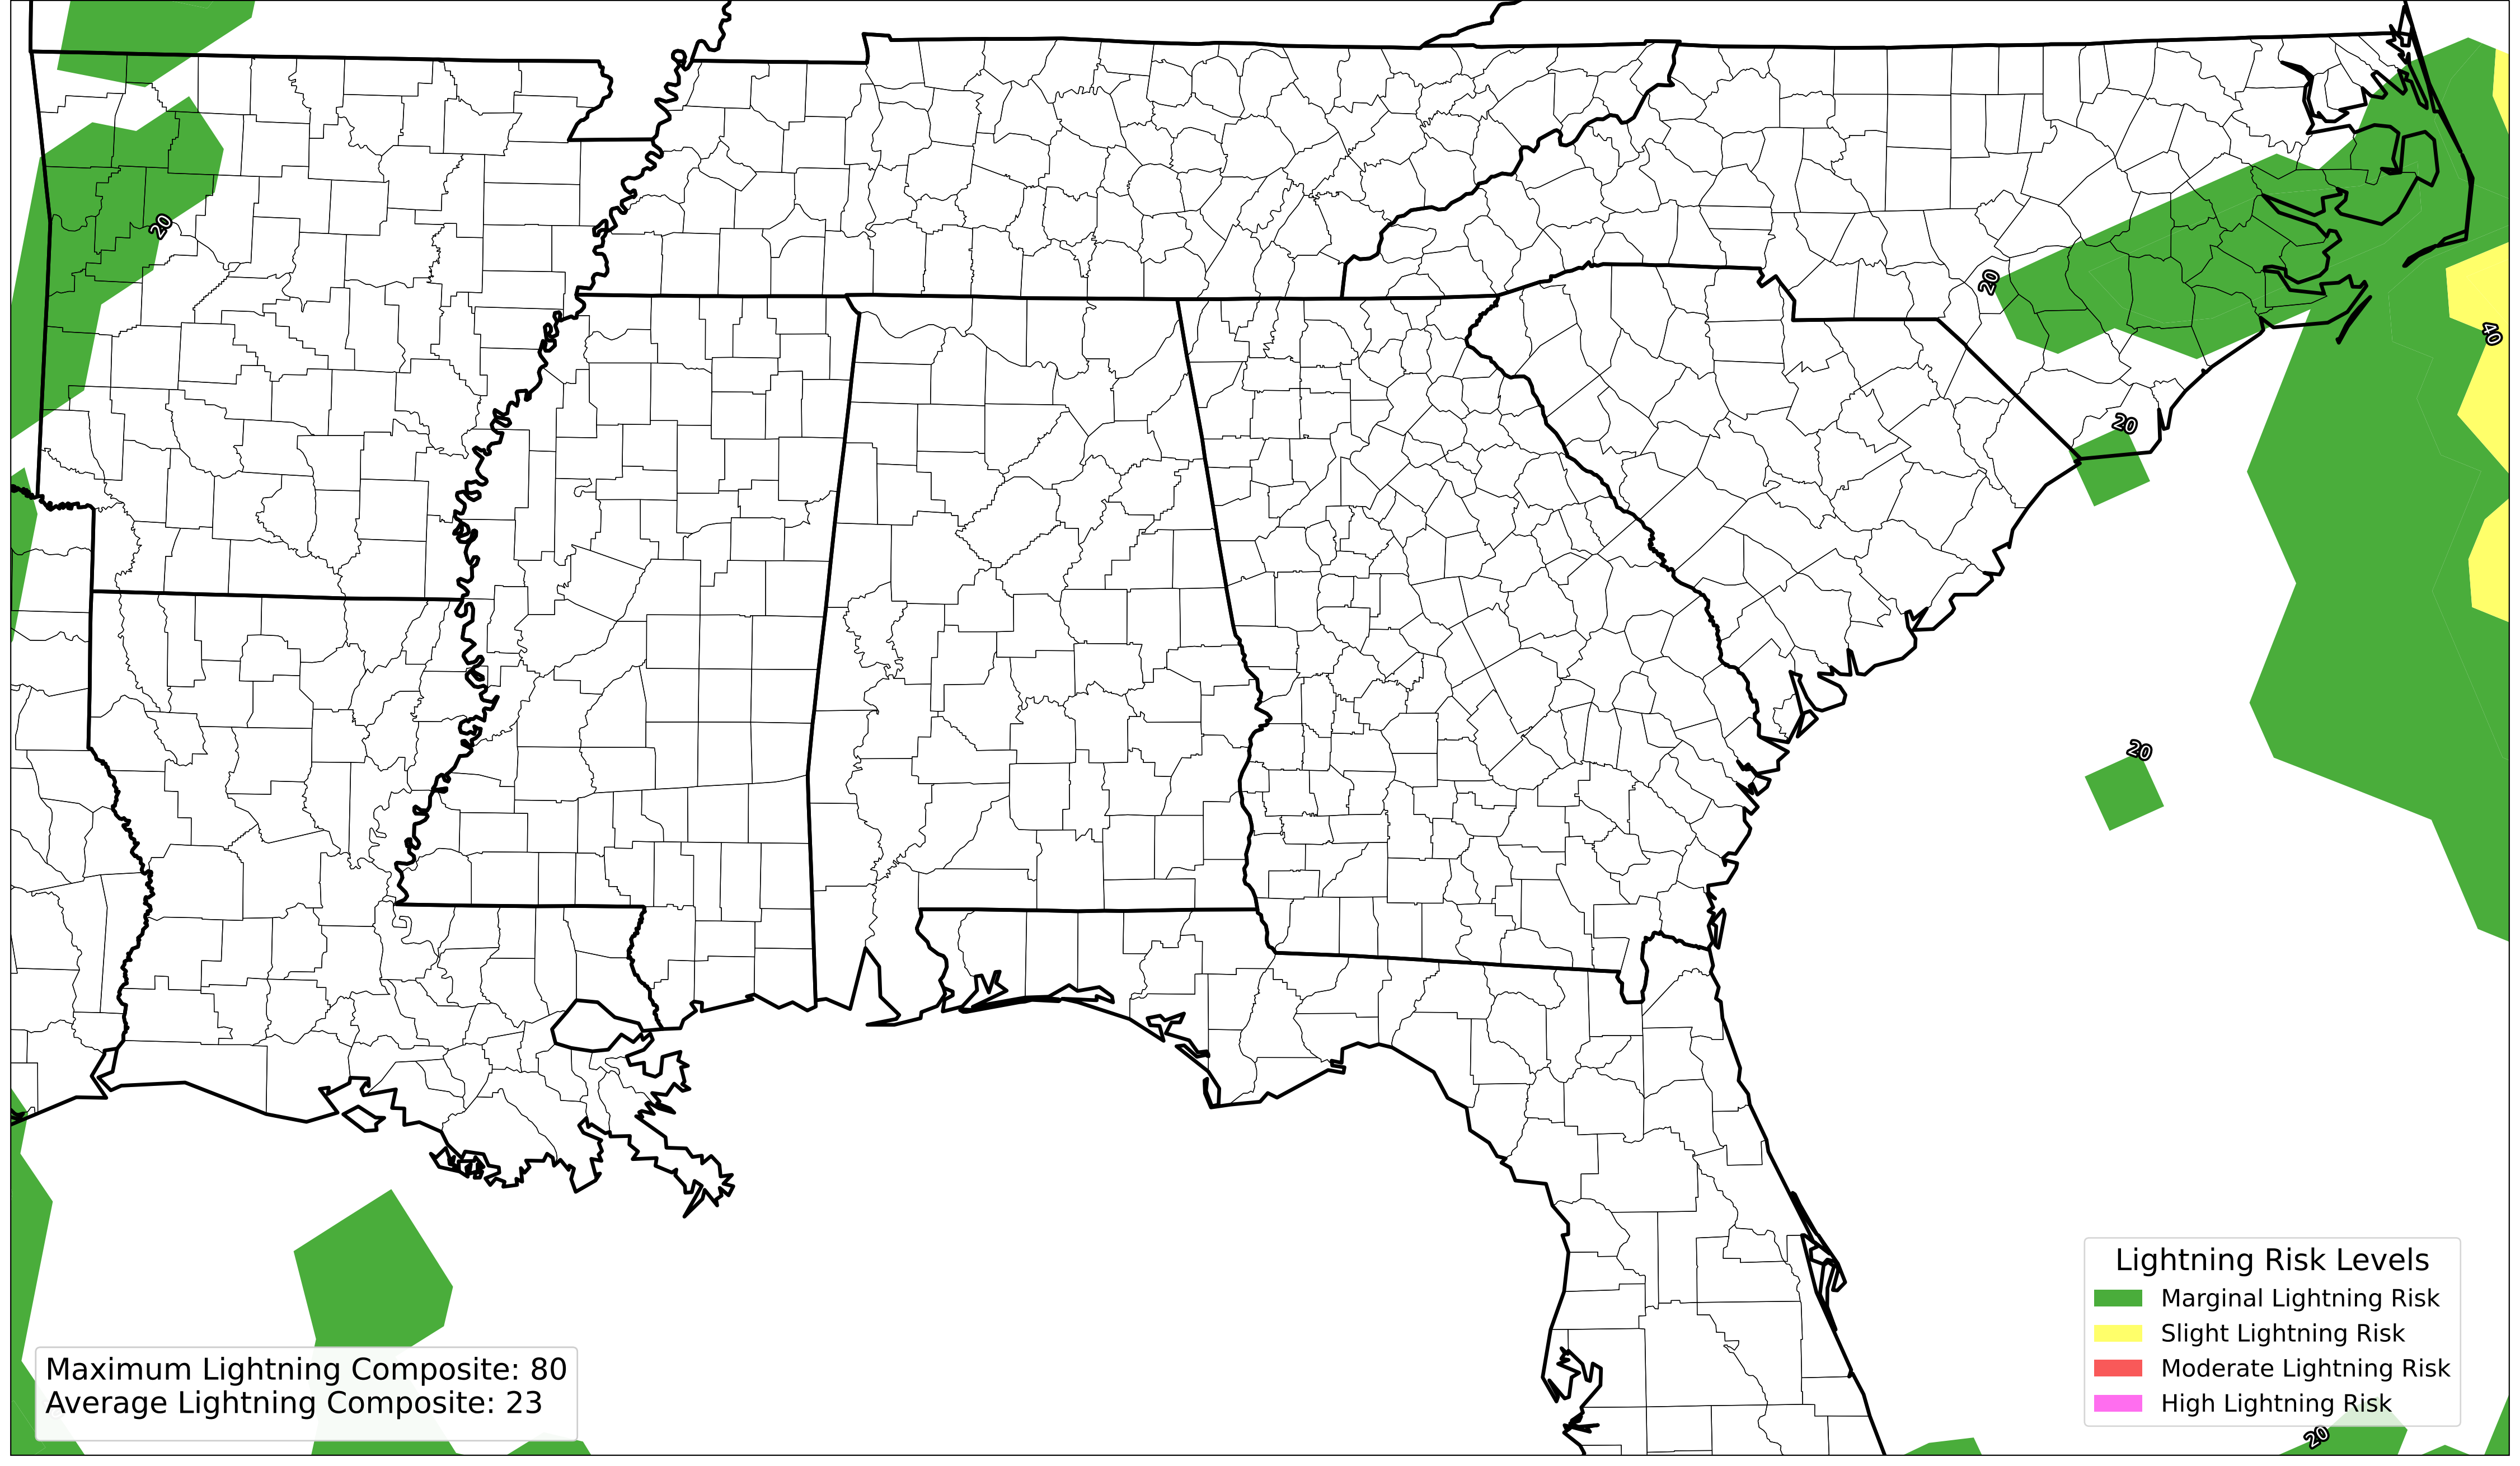 20
20
40
20
20
Lightning Risk Levels
Marginal Lightning Risk
Slight Lightning Risk
Moderate Lightning Risk
High Lightning Risk
Maximum Lightning Composite: 80
Average Lightning Composite: 23
20